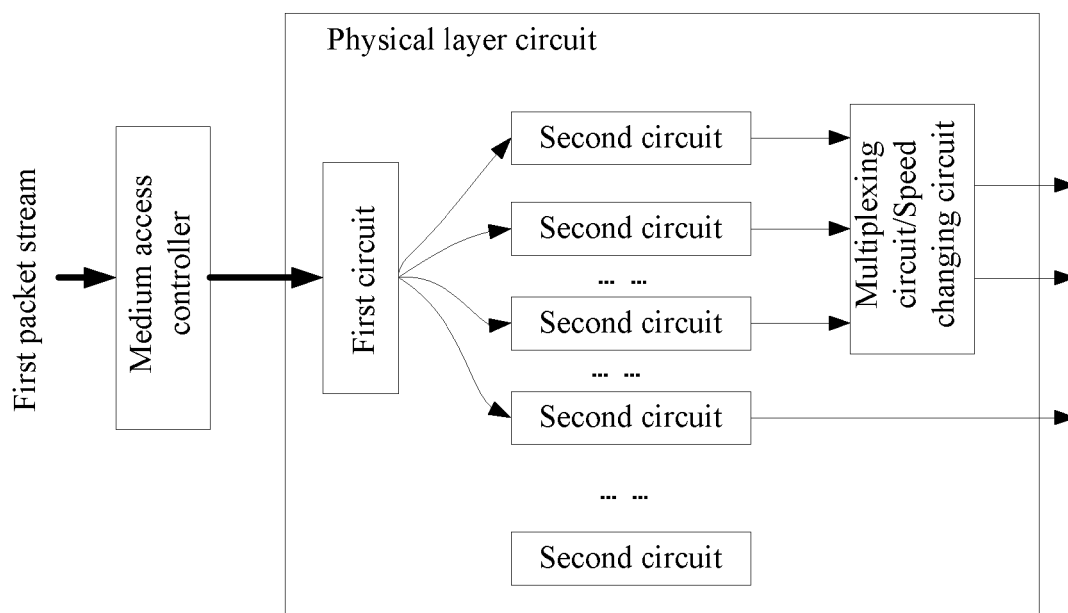 Physical layer circuit
First packet stream
Medium access
controller
First circuit
Second circuit
Second circuit
... ...
Second circuit
... ...
Second circuit
... ...
Second circuit
Multiplexing
circuit/Speed
changing circuit